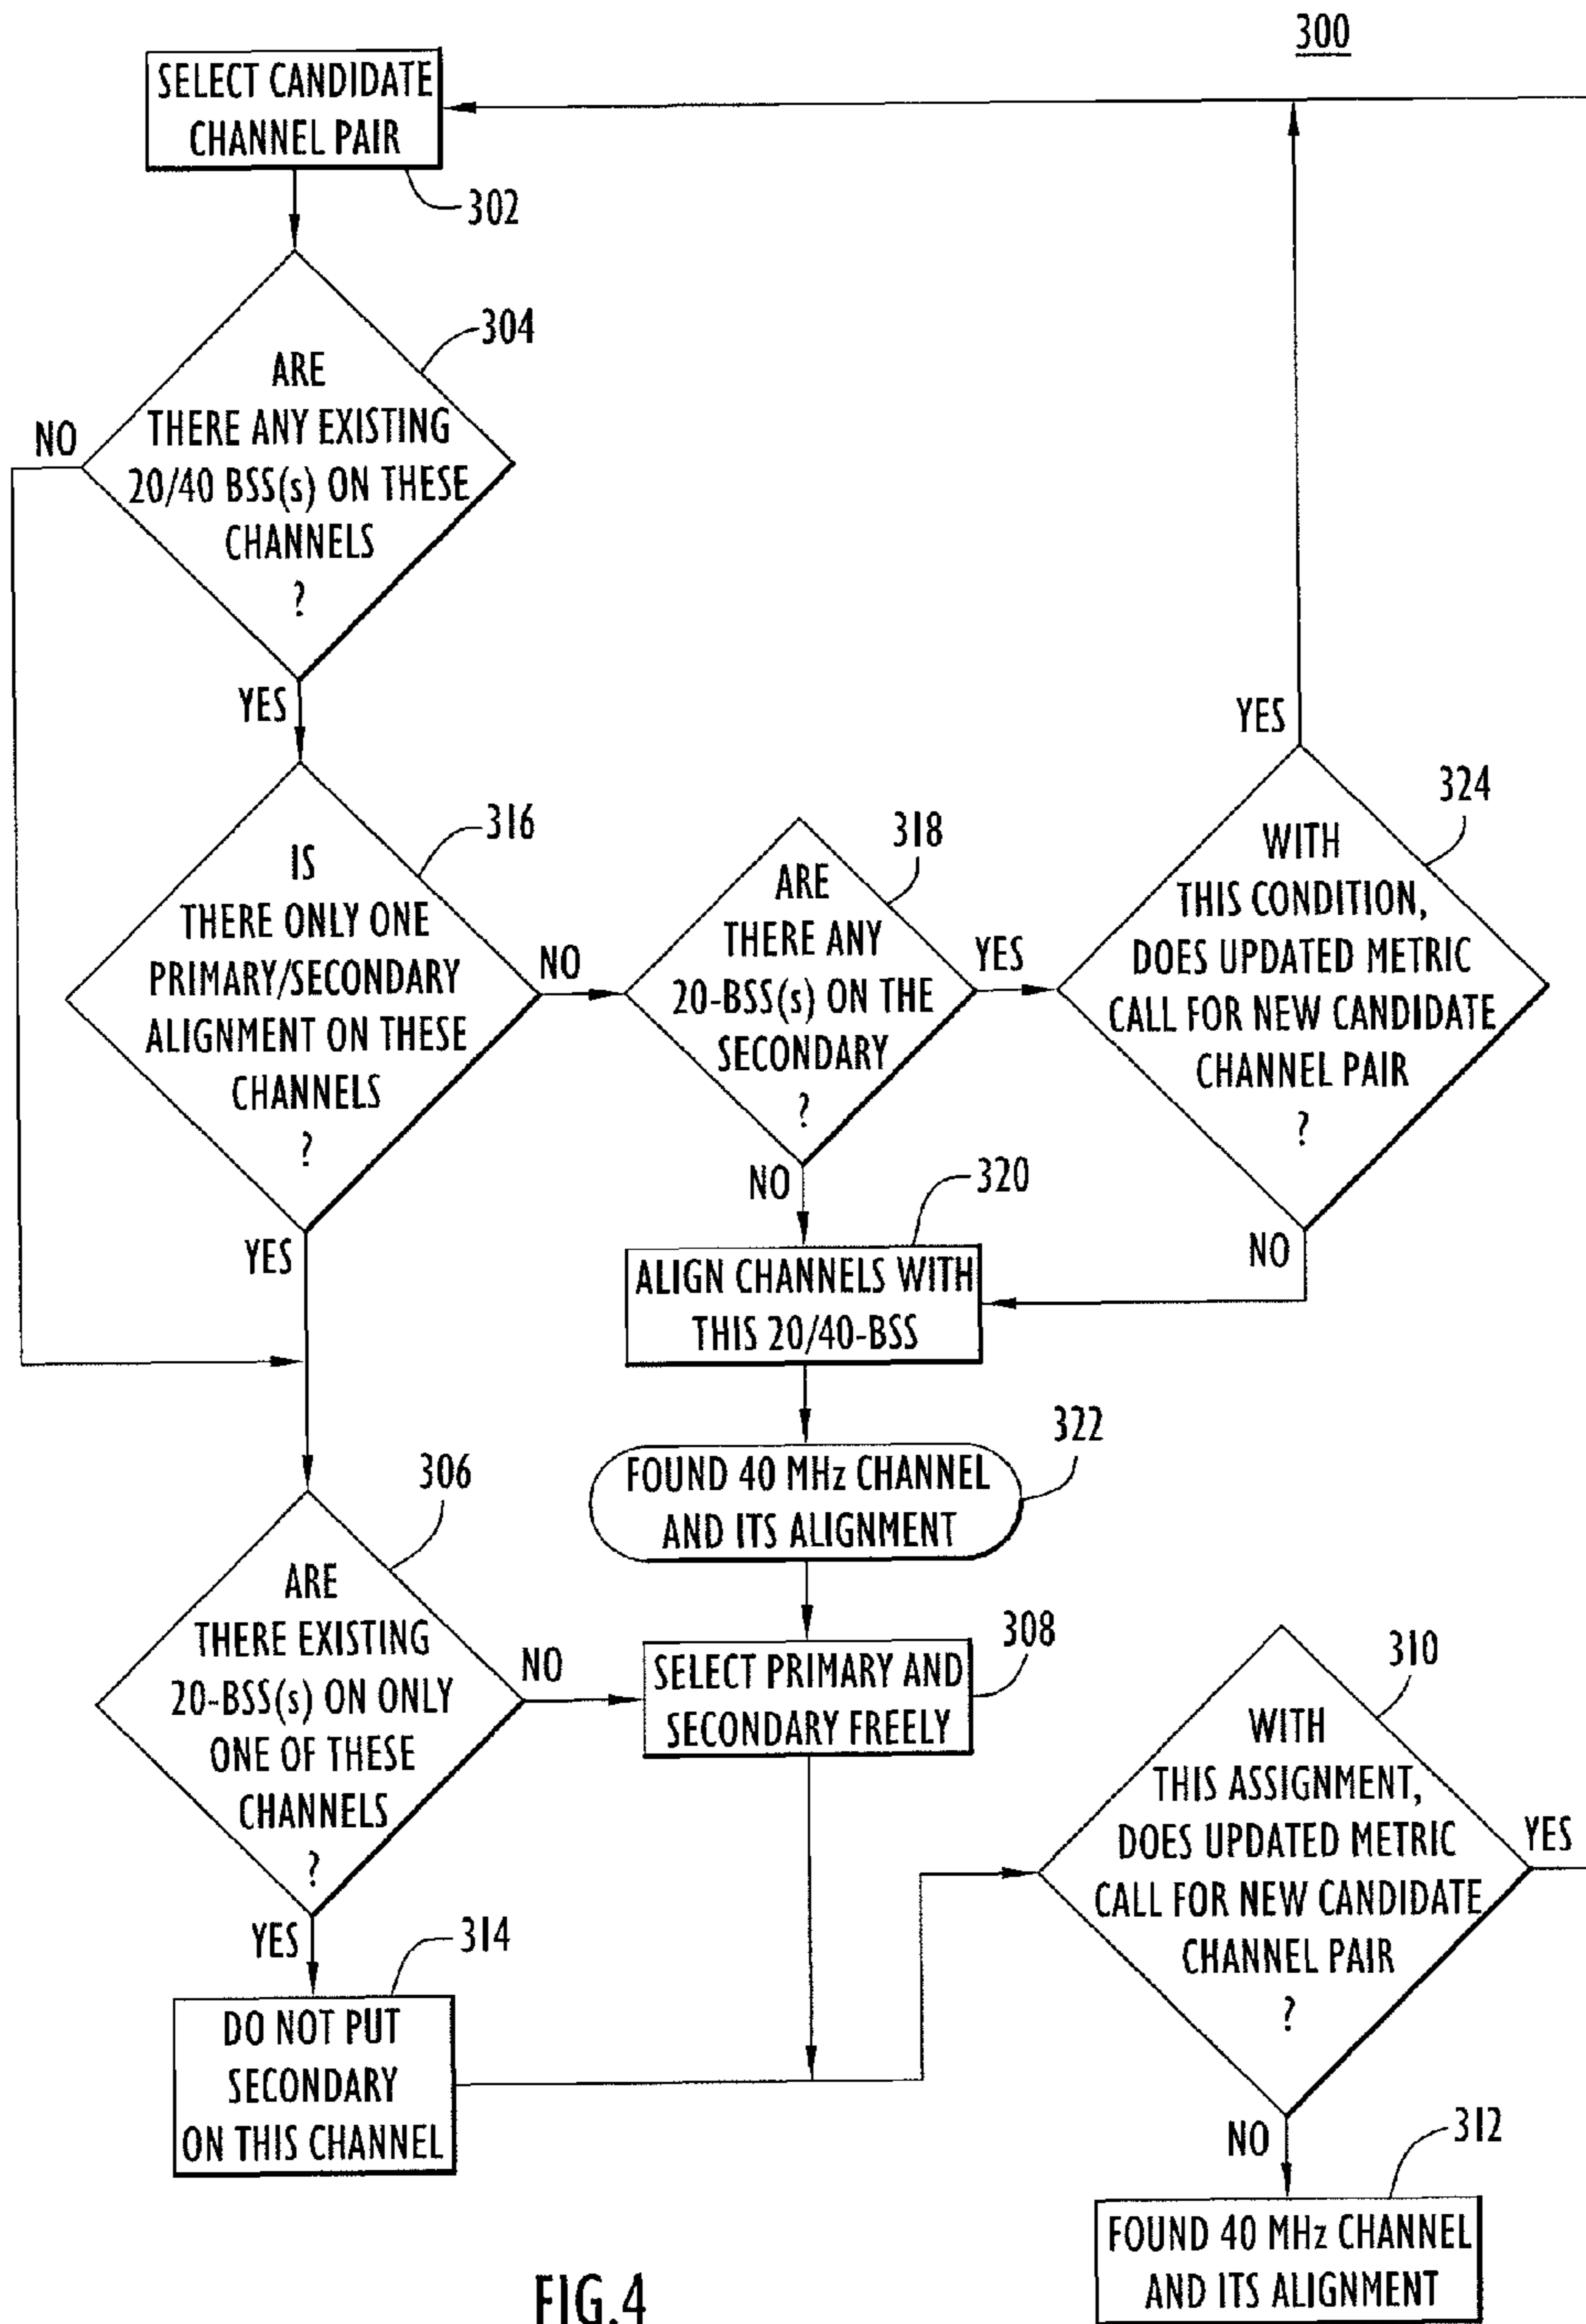 300
SELECT CANDIDATE
CHANNEL PAIR
302
304
ARE
THERE ANY EXISTING
20/40 BSS(s) ON THESE
CHANNELS
?
NO
YES
316
IS
THERE ONLY ONE
PRIMARY/SECONDARY
ALIGNMENT ON THESE
CHANNELS
?
NO
YES
318
ARE
THERE ANY
20-BSS(s) ON THE
SECONDARY
?
YES
NO
324
WITH
THIS CONDITION,
DOES UPDATED METRIC
CALL FOR NEW CANDIDATE
CHANNEL PAIR
?
YES
NO
320
ALIGN CHANNELS WITH
THIS 20/40-BSS
322
FOUND 40 MHz CHANNEL
AND ITS ALIGNMENT
306
ARE
THERE EXISTING
20-BSS(s) ON ONLY
ONE OF THESE
CHANNELS
?
NO
YES
308
SELECT PRIMARY AND
SECONDARY FREELY
314
DO NOT PUT
SECONDARY
ON THIS CHANNEL
310
WITH
THIS ASSIGNMENT,
DOES UPDATED METRIC
CALL FOR NEW CANDIDATE
CHANNEL PAIR
?
YES
NO
312
FOUND 40 MHz CHANNEL
AND ITS ALIGNMENT
FIG.4